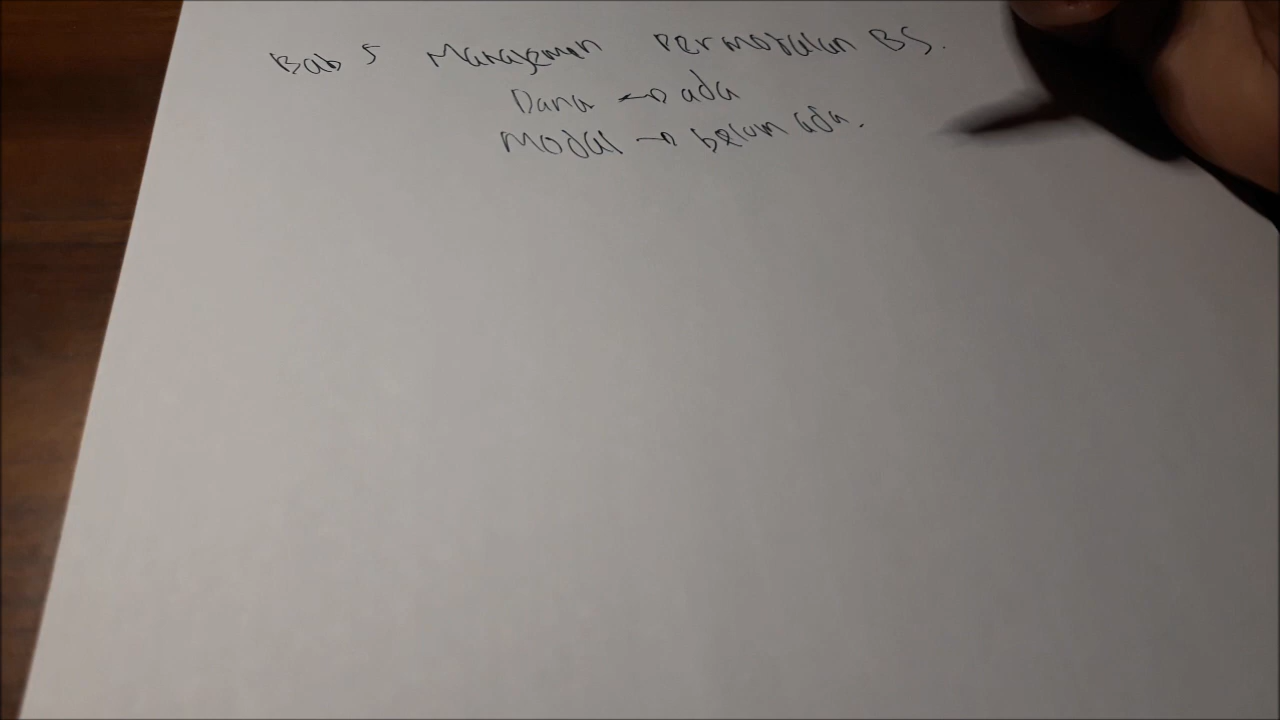 Bab 5 Manajemen Permodalan BS.
Dana → ada
Modal → belum ada.